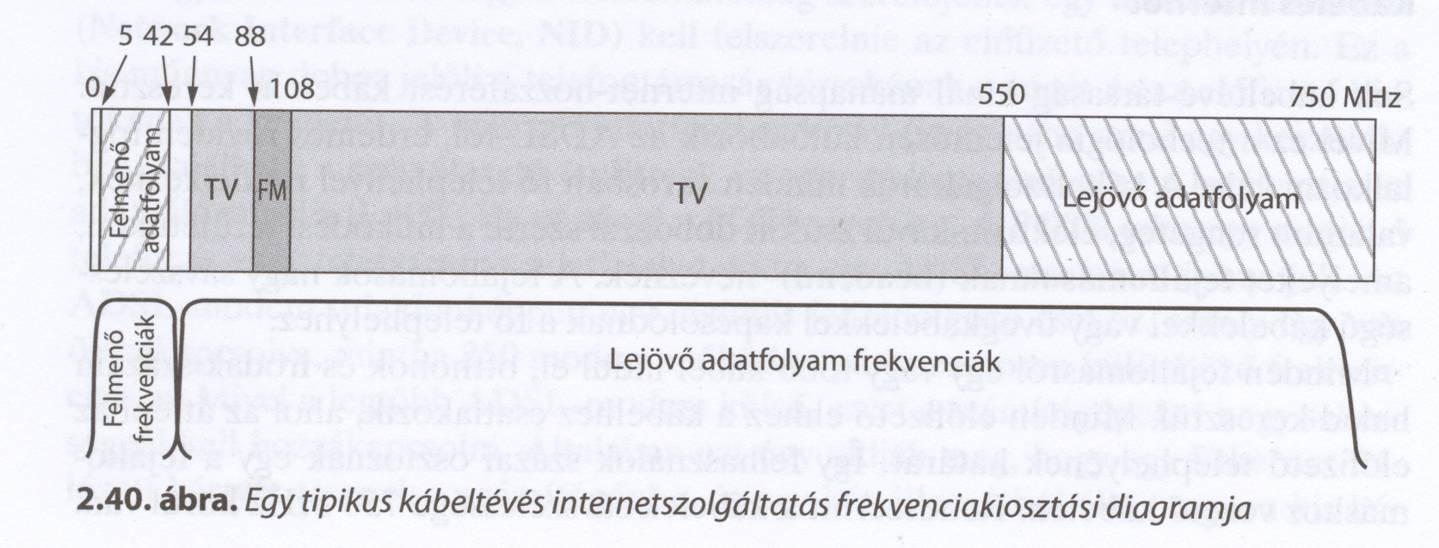 5 42 54 88
0 108 550 750 MHz
Felmenő
adatfolyam
TV FM TV Lejövő adatfolyam
Felmenő
frekvenciák
Lejövő adatfolyam frekvenciák
2.40. ábra. Egy tipikus kábeltévés internetszolgáltatás frekvenciakiosztási diagramja